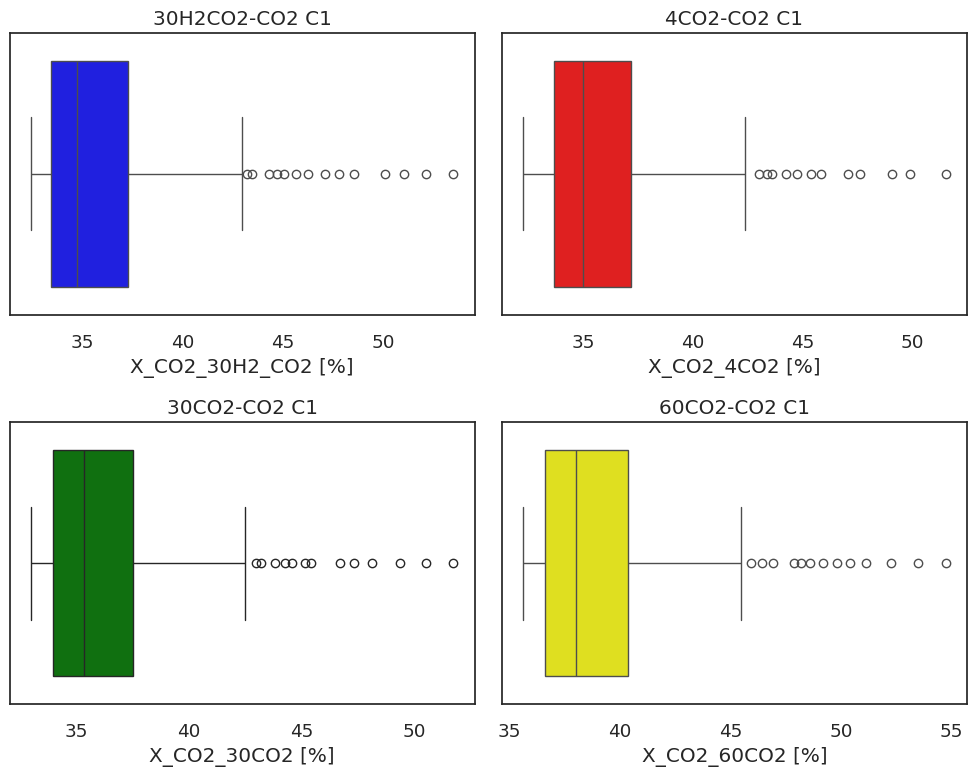 30H2CO2-CO2 C1
4CO2-CO2 C1
35 40 45 50
35 40 45 50
X_CO2_30H2_CO2 [%]
X_CO2_4CO2 [%]
30CO2-CO2 C1
60CO2-CO2 C1
35 40 45 50
35 40 45 50 55
X_CO2_30CO2 [%]
X_CO2_60CO2 [%]